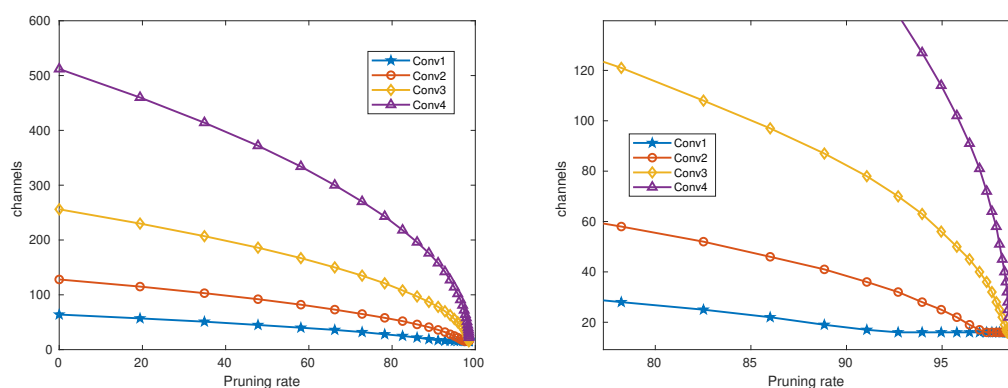 600
500
400
300
200
100
0
0 20 40 60 80 100
Pruning rate
channels
Conv1
Conv2
Conv3
Conv4
120
100
80
60
40
20
80 85 90 95
Pruning rate
channels
Conv1
Conv2
Conv3
Conv4